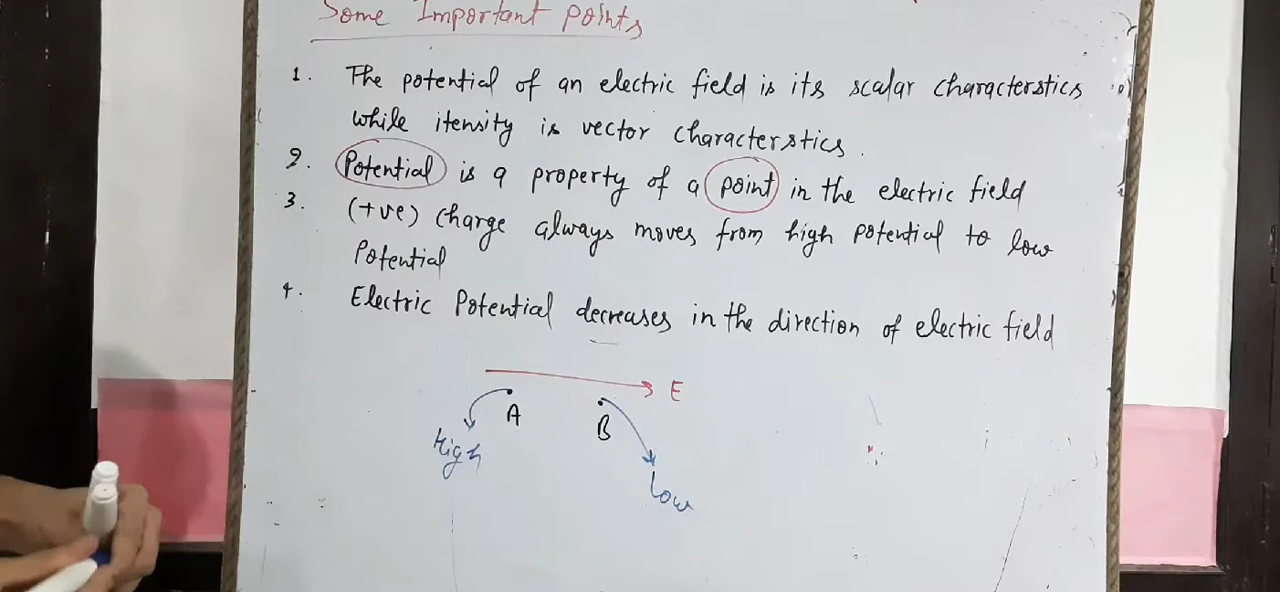 Some Important points
1. The potential of an electric field is its scalar characterstics
while itensity is vector characterstics.
2. Potential is a property of a point in the electric field
3. (+ve) charge always moves from high potential to low
Potential
4. Electric Potential decreases in the direction of electric field
E
A
B
High
low